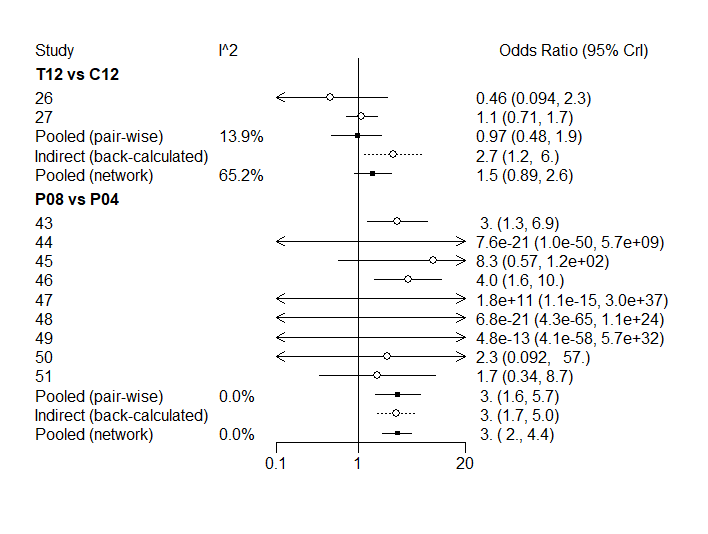 Study I^2 Odds Ratio (95% CrI)
T12 vs C12
26 0.46 (0.094, 2.3)
27 1.1 (0.71, 1.7)
Pooled (pair-wise) 13.9% 0.97 (0.48, 1.9)
Indirect (back-calculated) 2.7 (1.2, 6.)
Pooled (network) 65.2% 1.5 (0.89, 2.6)
P08 vs P04
43 3. (1.3, 6.9)
44 7.6e-21 (1.0e-50, 5.7e+09)
45 8.3 (0.57, 1.2e+02)
46 4.0 (1.6, 10.)
47 1.8e+11 (1.1e-15, 3.0e+37)
48 6.8e-21 (4.3e-65, 1.1e+24)
49 4.8e-13 (4.1e-58, 5.7e+32)
50 2.3 (0.092, 57.)
51 1.7 (0.34, 8.7)
Pooled (pair-wise) 0.0% 3. (1.6, 5.7)
Indirect (back-calculated) 3. (1.7, 5.0)
Pooled (network) 0.0% 3. ( 2., 4.4)
0.1 1 20